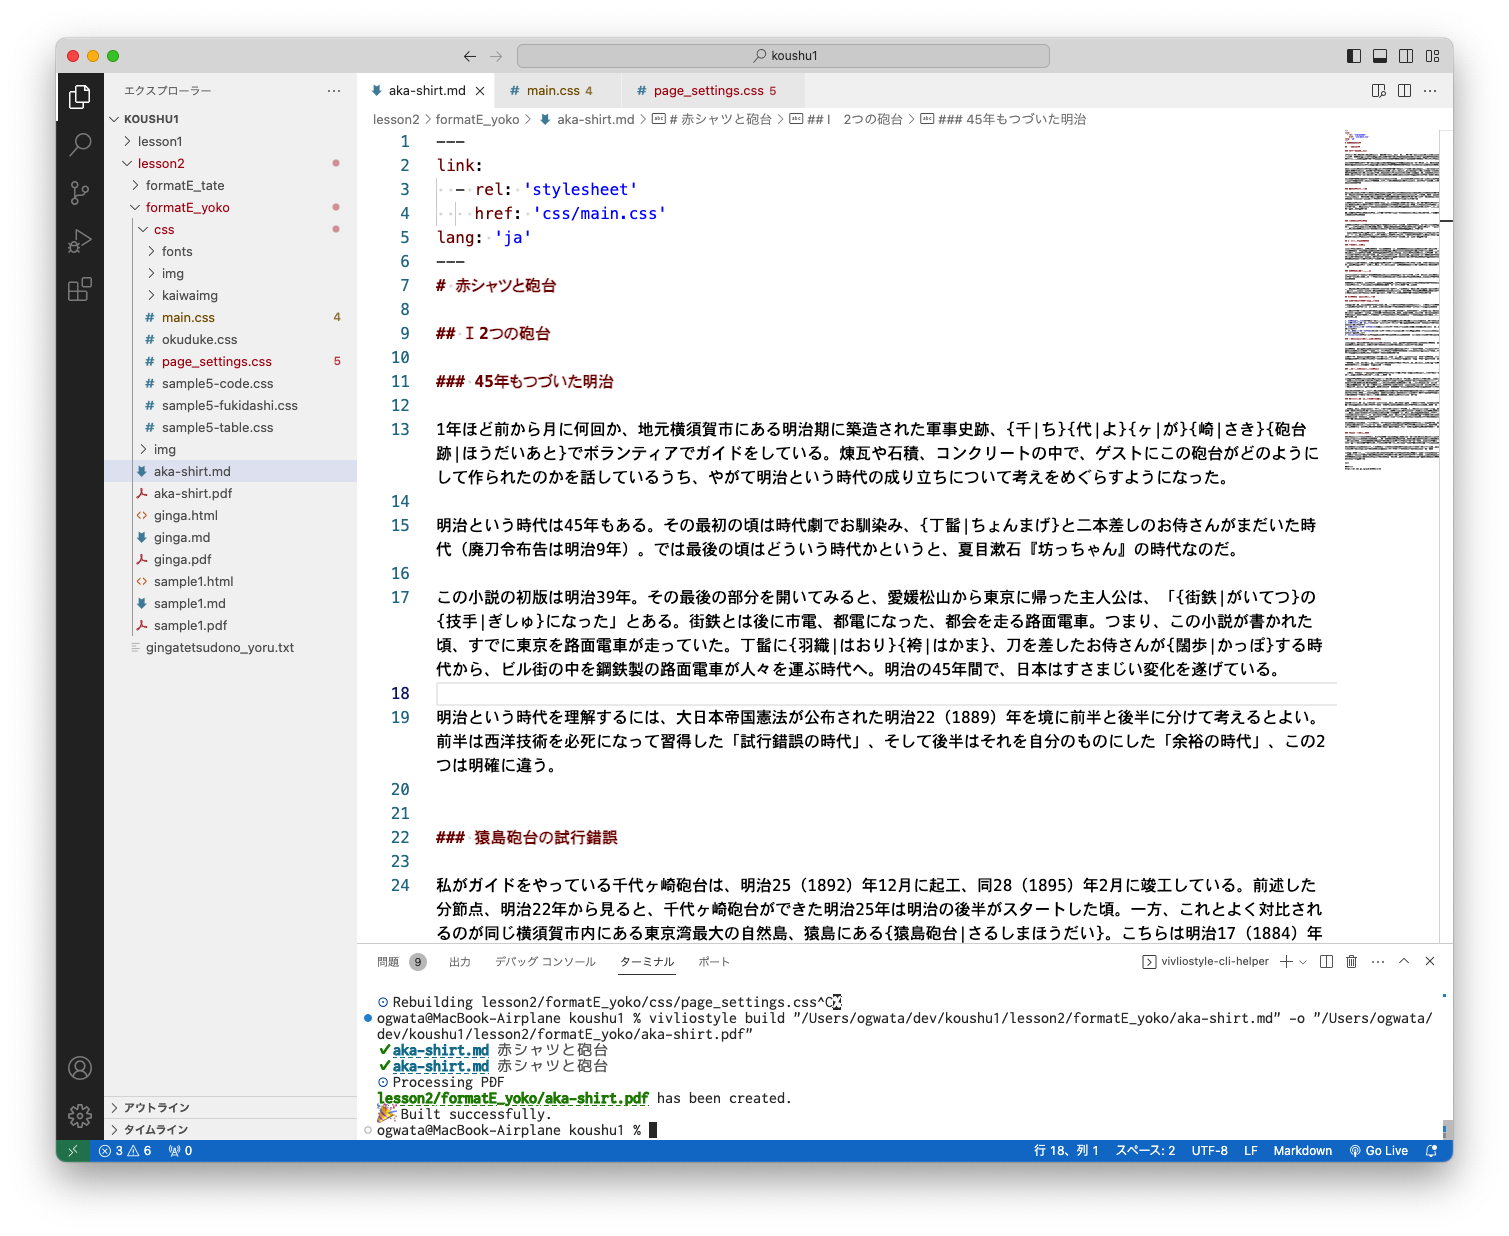 koushu1
エクスプローラー
KOUSHU1
lesson1
lesson2
formatE_tate
formatE_yoko
css
fonts
img
kaiwaimg
# main.css 4
# okuduke.css
# page_settings.css 5
# sample5-code.css
# sample5-fukidashi.css
# sample5-table.css
img
aka-shirt.md
aka-shirt.pdf
ginga.html
ginga.md
ginga.pdf
sample1.html
sample1.md
sample1.pdf
gingatetsudono_yoru.txt
アウトライン
タイムライン
aka-shirt.md # main.css 4 # page_settings.css 5
lesson2 > formatE_yoko > aka-shirt.md > # 赤シャツと砲台 > ## I 2つの砲台 > ### 45年もつづいた明治
1 ---
2 link:
3 - rel: 'stylesheet'
4 href: 'css/main.css'
5 lang: 'ja'
6 ---
7 # 赤シャツと砲台
8
9 ## I 2つの砲台
10
11 ### 45年もつづいた明治
12
13 1年ほど前から月に何回か、地元横須賀市にある明治期に築造された軍事史跡、{千|ち}{代|よ}{ヶ|が}{崎|さき}{砲台
跡|ほうだいあと}でボランティアでガイドをしている。煉瓦や石積、コンクリートの中で、ゲストにこの砲台がどのように
して作られたのかを話しているうち、やがて明治という時代の成り立ちについて考えをめぐらすようになった。
14
15 明治という時代は45年もある。その最初の頃は時代劇でお馴染み、{丁髷|ちょんまげ}と二本差しのお侍さんがまだいた時
代（廃刀令布告は明治9年）。では最後の頃はどういう時代かというと、夏目漱石『坊っちゃん』の時代なのだ。
16
17 この小説の初版は明治39年。その最後の部分を開いてみると、愛媛松山から東京に帰った主人公は、「{街鉄|がいてつ}の
{技手|ぎしゅ}になった」とある。街鉄とは後に市電、都電になった、都会を走る路面電車。つまり、この小説が書かれた
頃、すでに東京を路面電車が走っていた。丁髷に{羽織|はおり}{袴|はかま}、刀を差したお侍さんが{闊歩|かっぽ}する時
代から、ビル街の中を鋼鉄製の路面電車が人々を運ぶ時代へ。明治の45年間で、日本はすさまじい変化を遂げている。
18
19 明治という時代を理解するには、大日本帝国憲法が公布された明治22（1889）年を境に前半と後半に分けて考えるとよい。
前半は西洋技術を必死になって習得した「試行錯誤の時代」、そして後半はそれを自分のものにした「余裕の時代」、この2
つは明確に違う。
20
21
22 ### 猿島砲台の試行錯誤
23
24 私がガイドをやっている千代ヶ崎砲台は、明治25（1892）年12月に起工、同28（1895）年2月に竣工している。前述した
分節点、明治22年から見ると、千代ヶ崎砲台ができた明治25年は明治の後半がスタートした頃。一方、これとよく対比され
るのが同じ横須賀市内にある東京湾最大の自然島、猿島にある{猿島砲台|さるしまほうだい}。こちらは明治17（1884）年
問題 9 出力 デバッグ コンソール ターミナル ポート vivliostyle-cli-helper
Rebuilding lesson2/formatE_yoko/css/page_settings.css^C
ogwata@MacBook-Airplane koushu1 % vivliostyle build "/Users/ogwata/dev/koushu1/lesson2/formatE_yoko/aka-shirt.md" -o "/Users/ogwata/
dev/koushu1/lesson2/formatE_yoko/aka-shirt.pdf"
✔ aka-shirt.md 赤シャツと砲台
✔ aka-shirt.md 赤シャツと砲台
Processing PDF
lesson2/formatE_yoko/aka-shirt.pdf has been created.
🎉 Built successfully.
ogwata@MacBook-Airplane koushu1 %
3 6 0 行 18、列 1 スペース: 2 UTF-8 LF Markdown Go Live